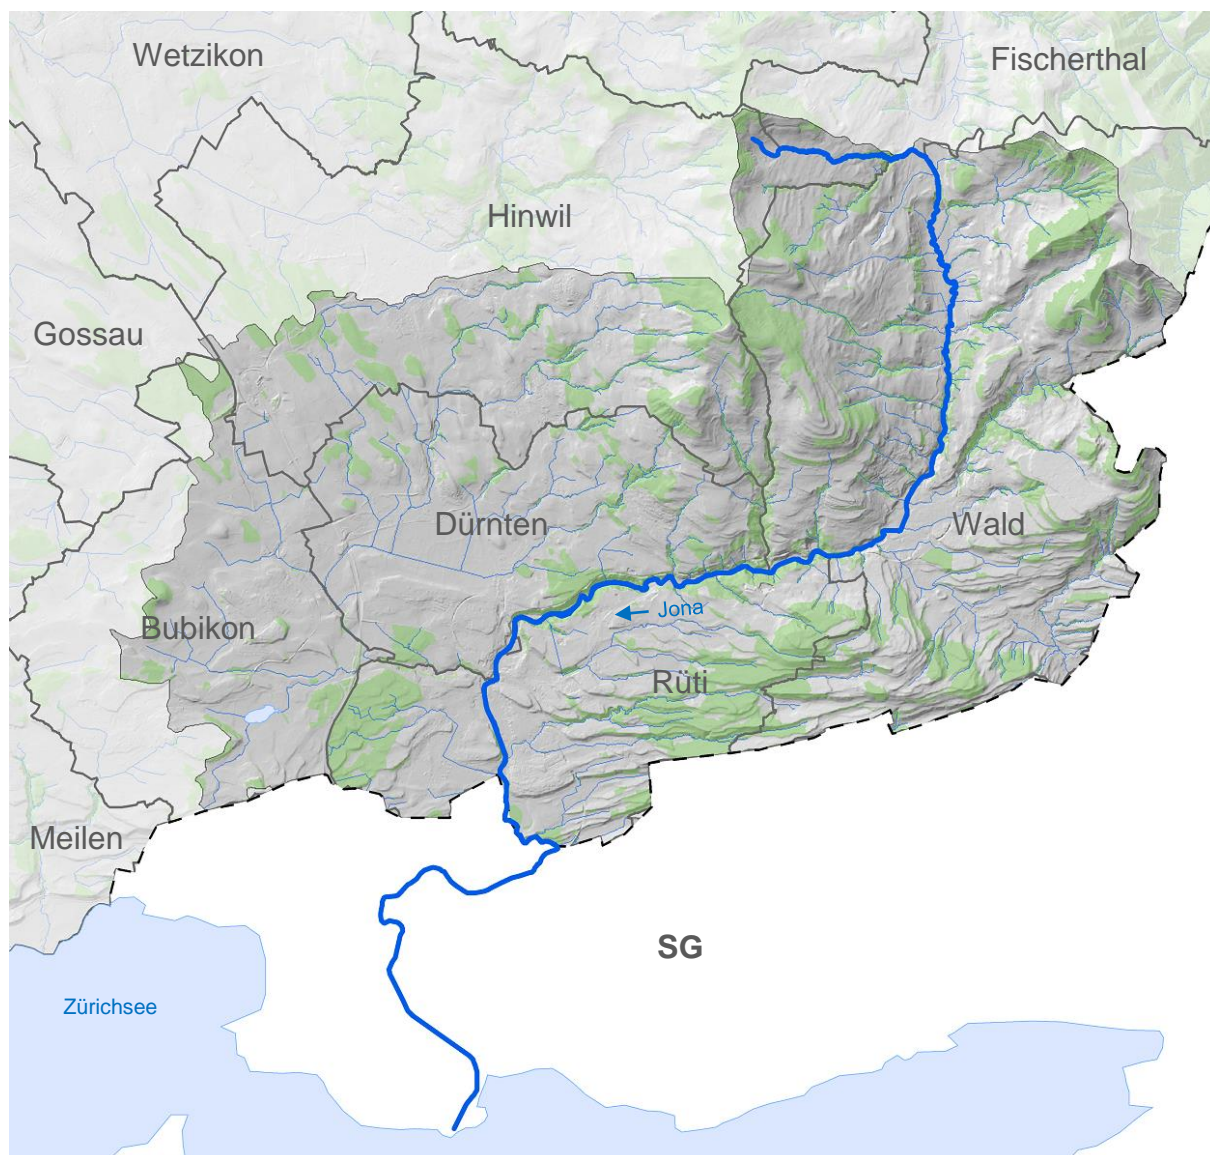 Wetzikon
Fischerthal
Hinwil
Gossau
Dürnten
Wald
Jona
Bubikon
Rüti
Meilen
SG
Zürichsee